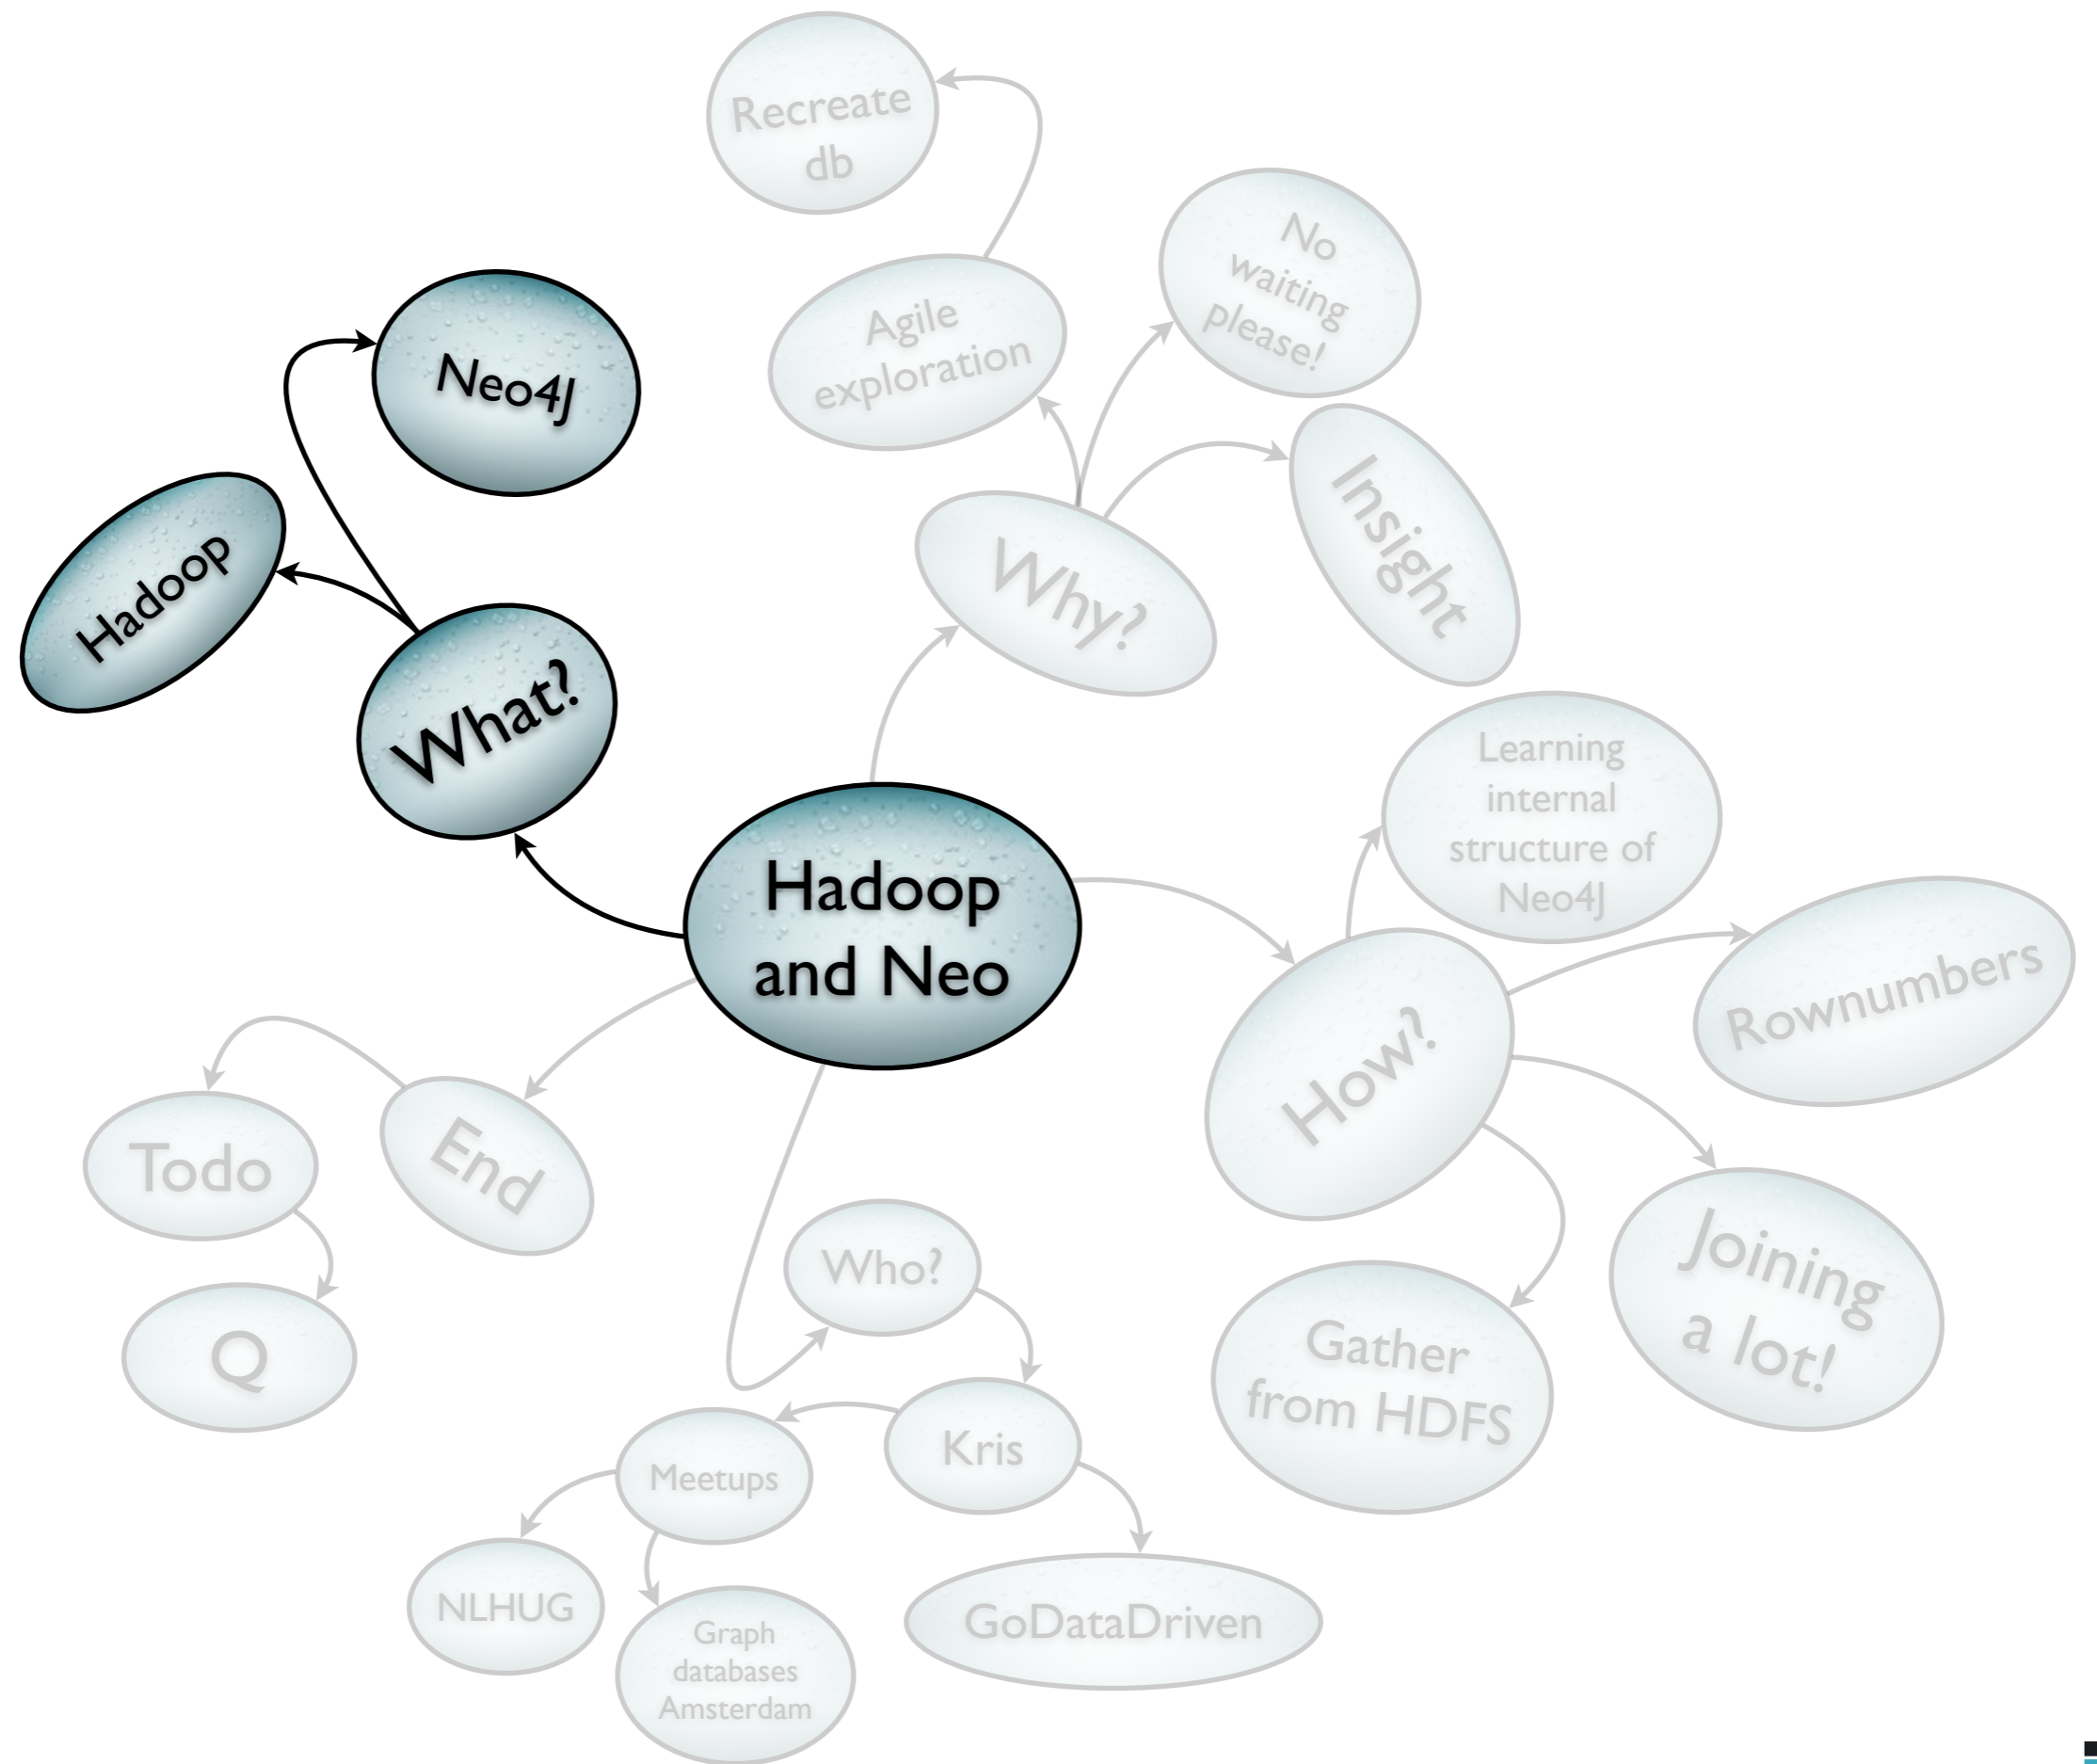 Recreate
db
No
waiting
please!
Agile
exploration
Neo4J
Insight
Hadoop
Why?
What?
Learning
internal
structure of
Neo4J
Hadoop
and Neo
Rownumbers
How?
Todo
End
Who?
Joining
a lot!
Q
Gather
from HDFS
Kris
Meetups
NLHUG
GoDataDriven
Graph
databases
Amsterdam